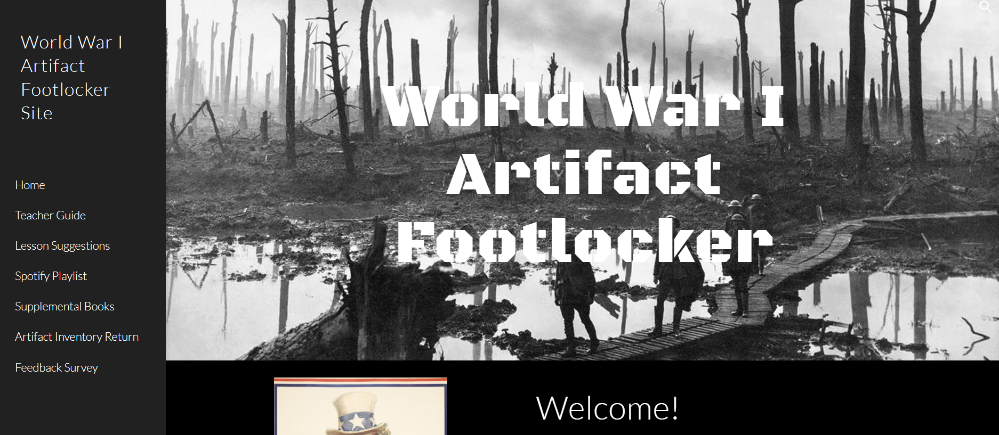 World War I
Artifact
Footlocker
Site
Home
Teacher Guide
Lesson Suggestions
Spotify Playlist
Supplemental Books
Artifact Inventory Return
Feedback Survey
World War I
Artifact
Footlocker
Welcome!